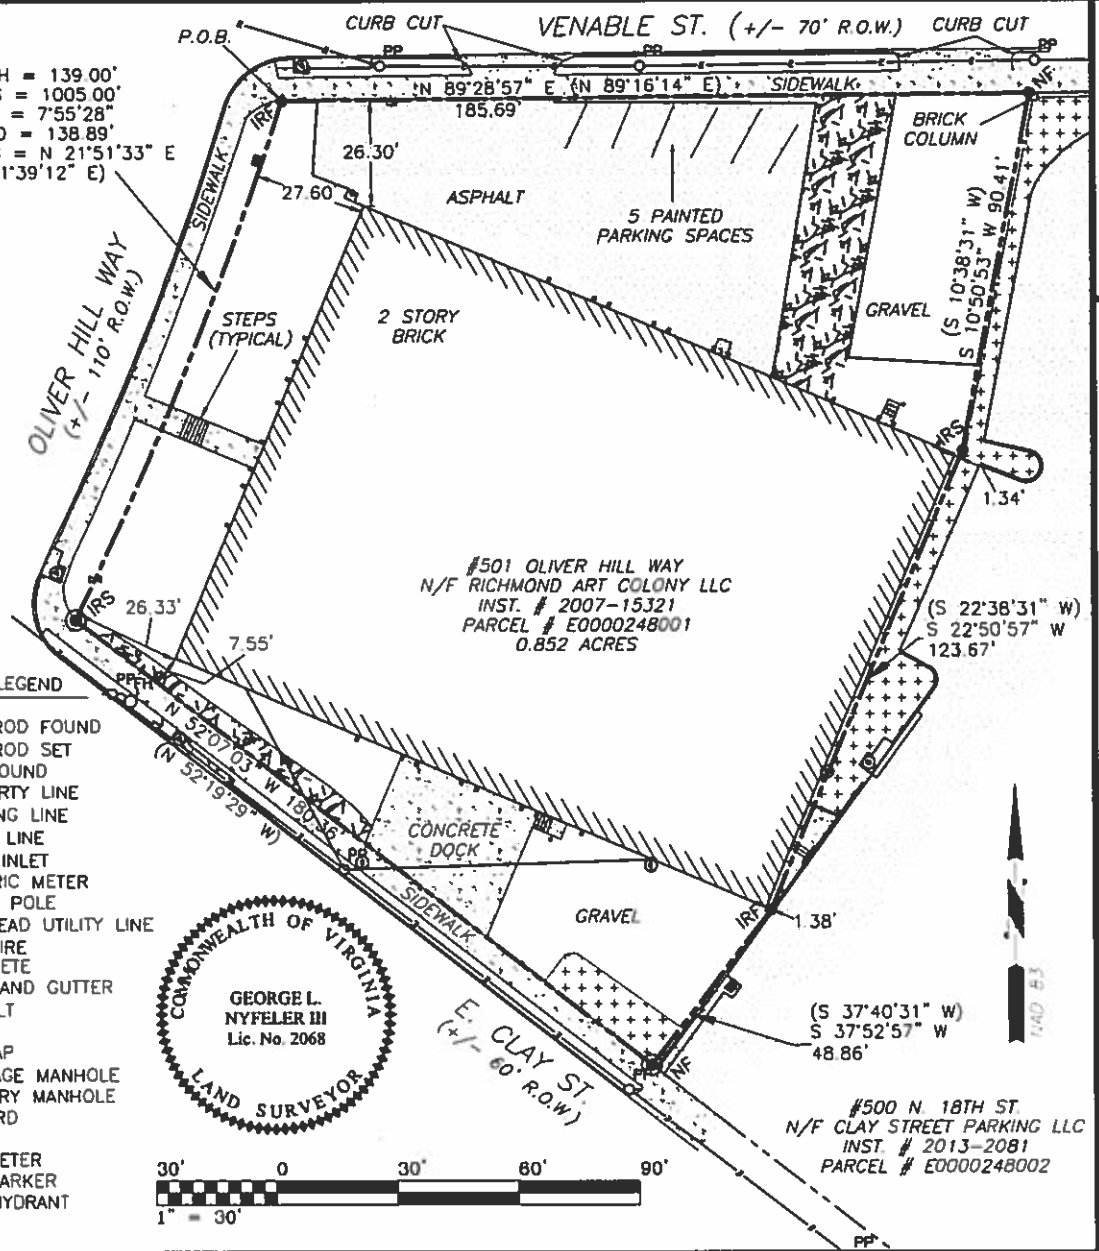 CURB CUT
VENABLE ST. (+/- 70' R.O.W.)
CURB CUT
P.O.B.
PP
PP
PP
NF
H = 139.00'
= 1005.00'
= 7°55'28"
= 138.89'
= N 21°51'33" E
1°39'12" E)
N 89°28'57" E (N 89°16'14" E)
185.69'
SIDEWALK
IRF
BRICK
COLUMN
SIDEWALK
26.30'
27.60'
ASPHALT
5 PAINTED
PARKING SPACES
(S 10°38'31" W)
S 10°50'53" W 90.41'
OLIVER HILL WAY
(+/- 110' R.O.W.)
STEPS
(TYPICAL)
2 STORY
BRICK
GRAVEL
IRS
1.34'
#501 OLIVER HILL WAY
N/F RICHMOND ART COLONY LLC
INST. # 2007-15321
PARCEL # E0000248001
0.852 ACRES
IRS
26.33'
7.55'
(S 22°38'31" W)
S 22°50'57" W
123.67'
PP
FH
N 52°07'03" W 180.36'
(N 52°19'29" W)
LEGEND
ROD FOUND
ROD SET
OUND
RTY LINE
NG LINE
LINE
INLET
RIC METER
POLE
EAD UTILITY LINE
IRE
ETE
AND GUTTER
LT
AP
AGE MANHOLE
RY MANHOLE
RD
ETER
ARKER
HYDRANT
CONCRETE
DOCK
PP
SIDEWALK
GRAVEL
IRF
1.38'
COMMONWEALTH OF VIRGINIA
GEORGE L.
NYFELER III
Lic. No. 2068
LAND SURVEYOR
E. CLAY ST.
(+/- 60' R.O.W)
(S 37°40'31" W)
S 37°52'57" W
48.86'
NAD 83
PP
NF
#500 N. 18TH ST.
N/F CLAY STREET PARKING LLC
INST. # 2013-2081
PARCEL # E0000248002
30' 0 30' 60' 90'
1" = 30'
PP